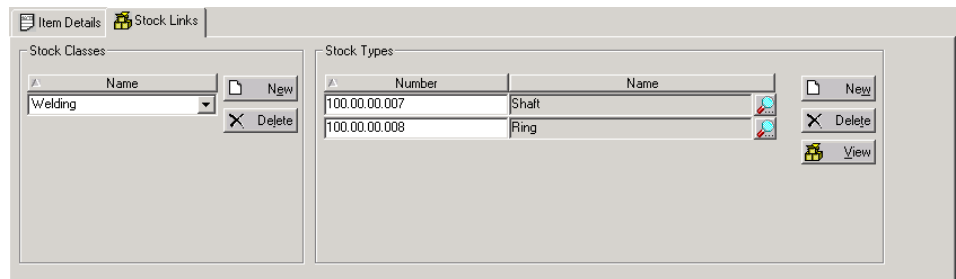 Item Details Stock Links
Stock Classes
Name
Welding
New
Delete
Stock Types
Number Name
100.00.00.007 Shaft
100.00.00.008 Ring
New
Delete
View